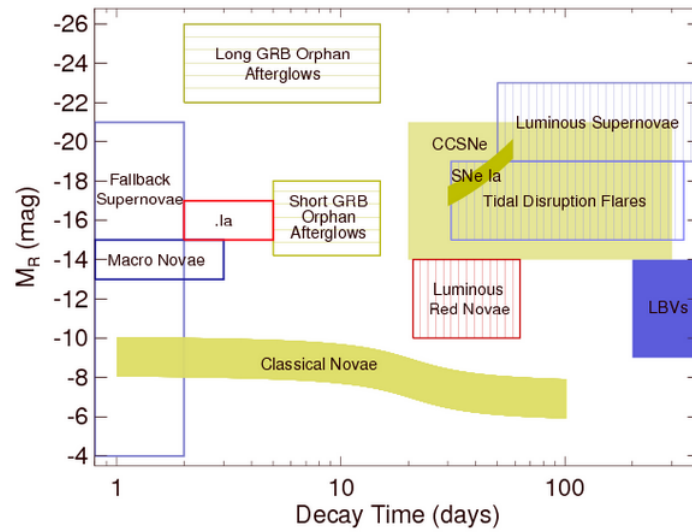 -26
-24
-22
-20
-18
-16
-14
-12
-10
-8
-6
-4
M_R (mag)
Long GRB Orphan
Afterglows
Luminous Supernovae
CCSNe
SNe Ia
Tidal Disruption Flares
Fallback
Supernovae
.Ia
Short GRB
Orphan
Afterglows
Macro Novae
Luminous
Red Novae
LBVs
Classical Novae
1
10
100
Decay Time (days)